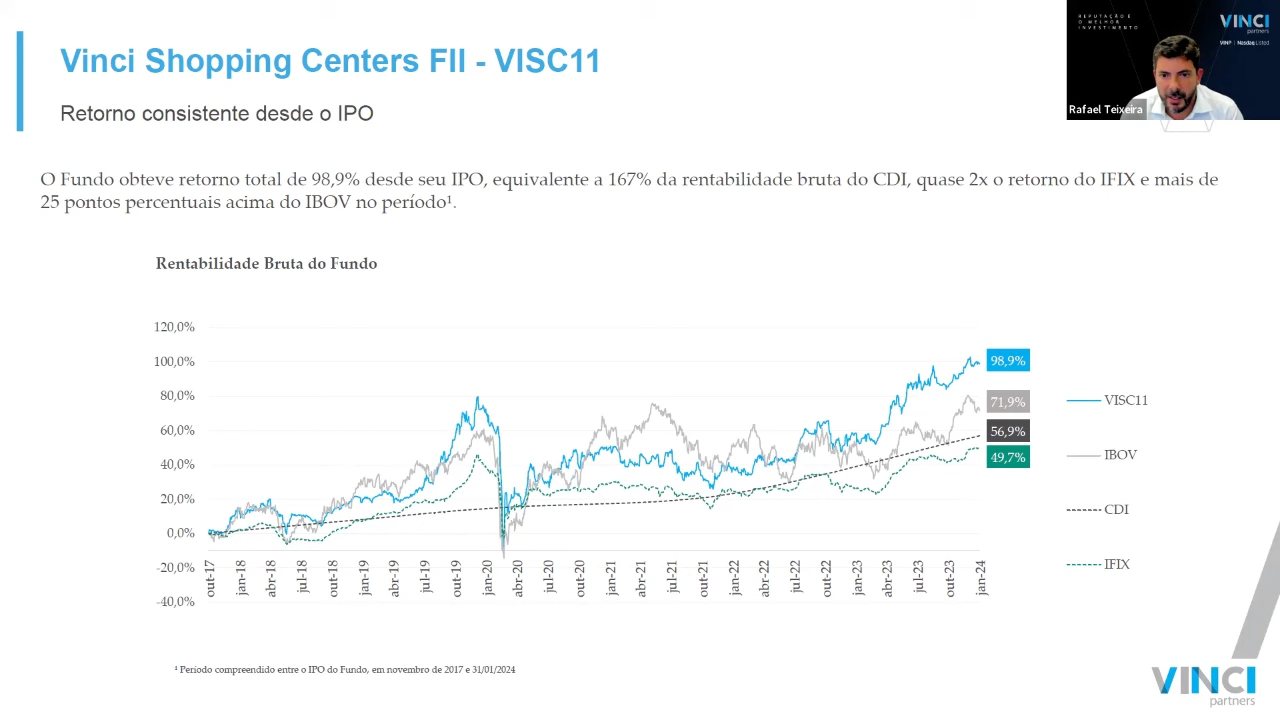 Vinci Shopping Centers FII - VISC11
Retorno consistente desde o IPO
REPUTAÇÃO É
O MELHOR
INVESTIMENTO
VINCI
partners
VINP | Nasdaq Listed
Rafael Teixeira
O Fundo obteve retorno total de 98,9% desde seu IPO, equivalente a 167% da rentabilidade bruta do CDI, quase 2x o retorno do IFIX e mais de
25 pontos percentuais acima do IBOV no período¹.
Rentabilidade Bruta do Fundo
120,0%
100,0%
80,0%
60,0%
40,0%
20,0%
0,0%
-20,0%
-40,0%
out-17
jan-18
abr-18
jul-18
out-18
jan-19
abr-19
jul-19
out-19
jan-20
abr-20
jul-20
out-20
jan-21
abr-21
jul-21
out-21
jan-22
abr-22
jul-22
out-22
jan-23
abr-23
jul-23
out-23
jan-24
98,9%
71,9%
56,9%
49,7%
VISC11
IBOV
CDI
IFIX
¹ Período compreendido entre o IPO do Fundo, em novembro de 2017 e 31/01/2024
VINCI
partners